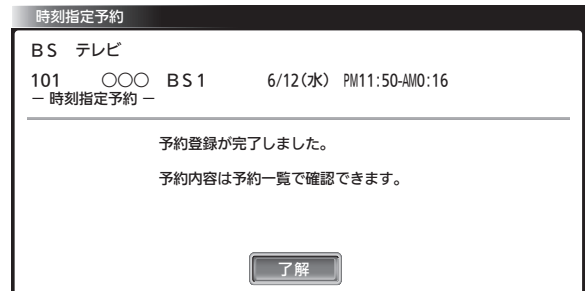 時刻指定予約
BS テレビ
101 ○○○ BS1 6/12(水) PM11:50-AM0:16
－ 時刻指定予約 －
予約登録が完了しました。
予約内容は予約一覧で確認できます。
了解